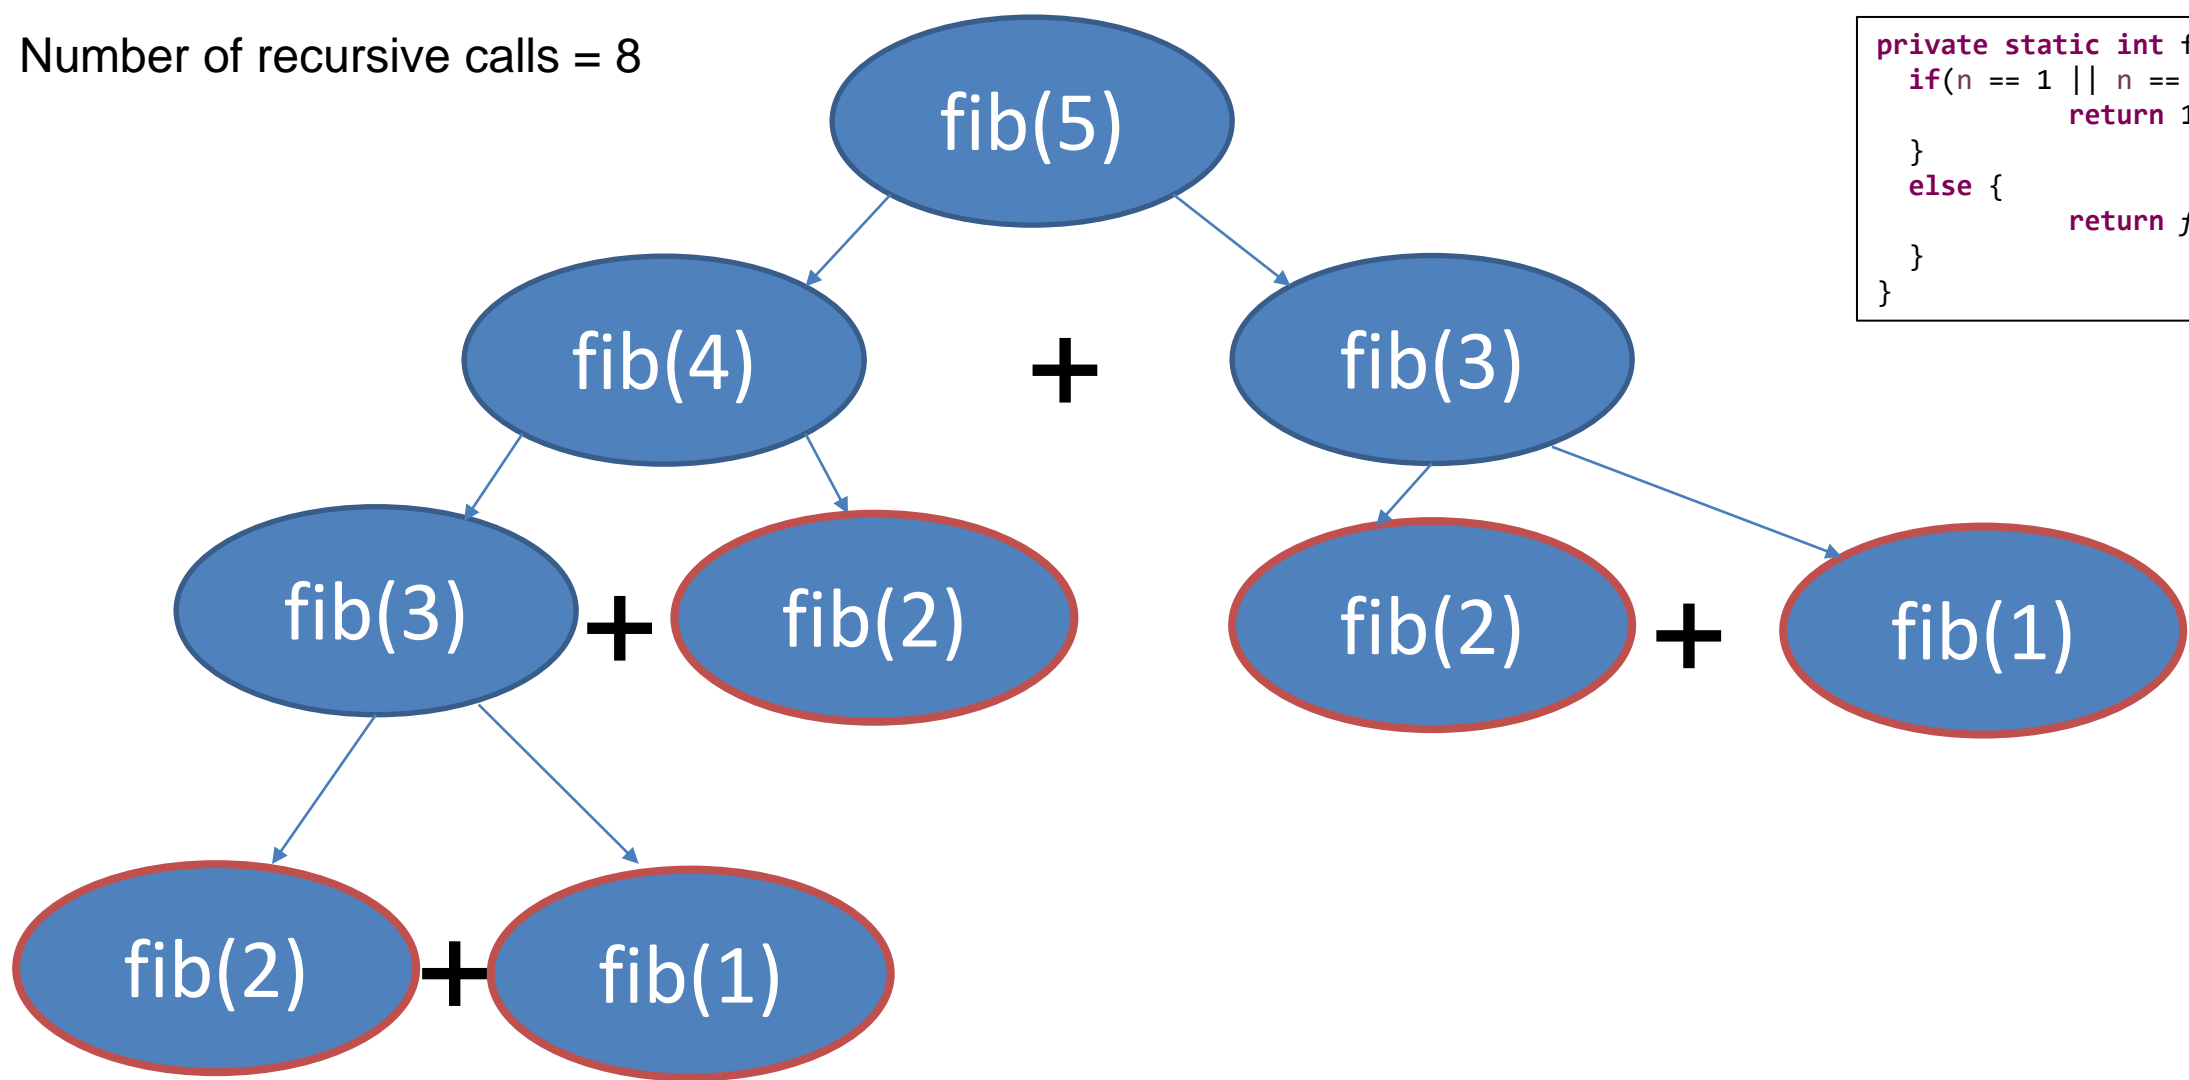 Number of recursive calls = 8
private static int f
if(n == 1 || n ==
return 1
}
else {
return f
}
}
fib(5)
fib(4) + fib(3)
fib(3) + fib(2) fib(2) + fib(1)
fib(2) + fib(1)